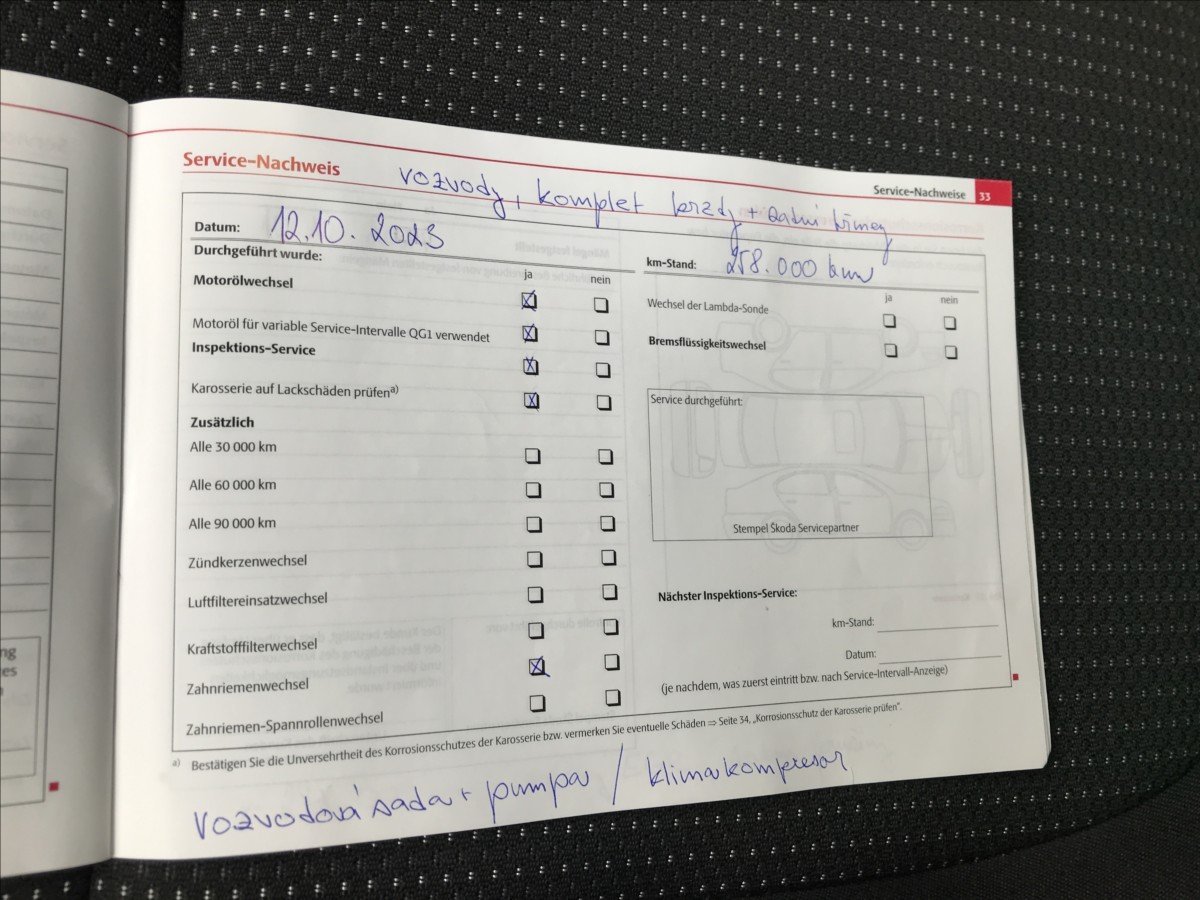 Service-Nachweis
Service-Nachweise 33
rozvody, komplet brzdy + zadní třmeny
Datum: 12.10.2023
km-Stand: 258.000 km
Durchgeführt wurde:
ja nein
Motorölwechsel
Motoröl für variable Service-Intervalle QG1 verwendet
Inspektions-Service
Karosserie auf Lackschäden prüfen a)
Zusätzlich
Alle 30 000 km
Alle 60 000 km
Alle 90 000 km
Zündkerzenwechsel
Luftfiltereinsatzwechsel
Kraftstofffilterwechsel
Zahnriemenwechsel
Zahnriemen-Spannrollenwechsel
ja nein
Wechsel der Lambda-Sonde
Bremsflüssigkeitswechsel
Service durchgeführt:
Stempel Škoda Servicepartner
Nächster Inspektions-Service:
km-Stand:
Datum:
(je nachdem, was zuerst eintritt bzw. nach Service-Intervall-Anzeige)
a) Bestätigen Sie die Unversehrtheit des Korrosionsschutzes der Karosserie bzw. vermerken Sie eventuelle Schäden ⇒ Seite 34, „Korrosionsschutz der Karosserie prüfen“.
rozvodová sada + pumpa / klimakompresor
ng
es